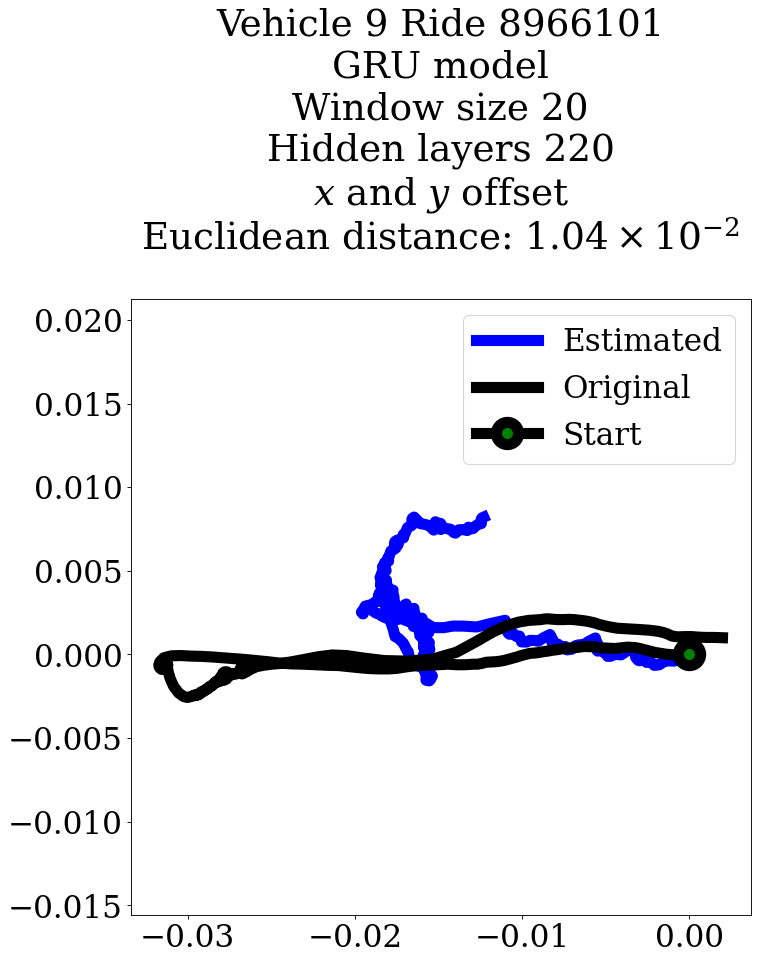 Vehicle 9 Ride 8966101
GRU model
Window size 20
Hidden layers 220
x and y offset
Euclidean distance: 1.04 × 10⁻²
Estimated
Original
Start
0.020
0.015
0.010
0.005
0.000
−0.005
−0.010
−0.015
−0.03 −0.02 −0.01 0.00